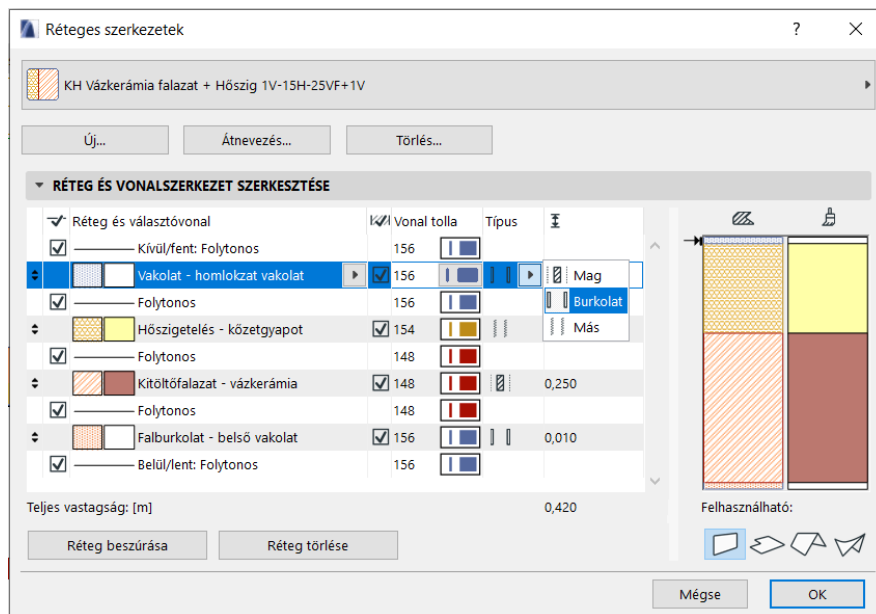 Réteges szerkezetek ?
KH Vázkerámia falazat + Hőszig 1V-15H-25VF+1V
Új... Átnevezés... Törlés...
RÉTEG ÉS VONALSZERKEZET SZERKESZTÉSE
Réteg és választóvonal Vonal tolla Típus
Kívül/fent: Folytonos 156
Vakolat - homlokzat vakolat 156 Mag
Folytonos 156 Burkolat
Hőszigetelés - kőzetgyapot 154 Más
Folytonos 148
Kitöltőfalazat - vázkerámia 148 0,250
Folytonos 148
Falburkolat - belső vakolat 156 0,010
Belül/lent: Folytonos 156
Teljes vastagság: [m] 0,420 Felhasználható:
Réteg beszúrása Réteg törlése
Mégse OK